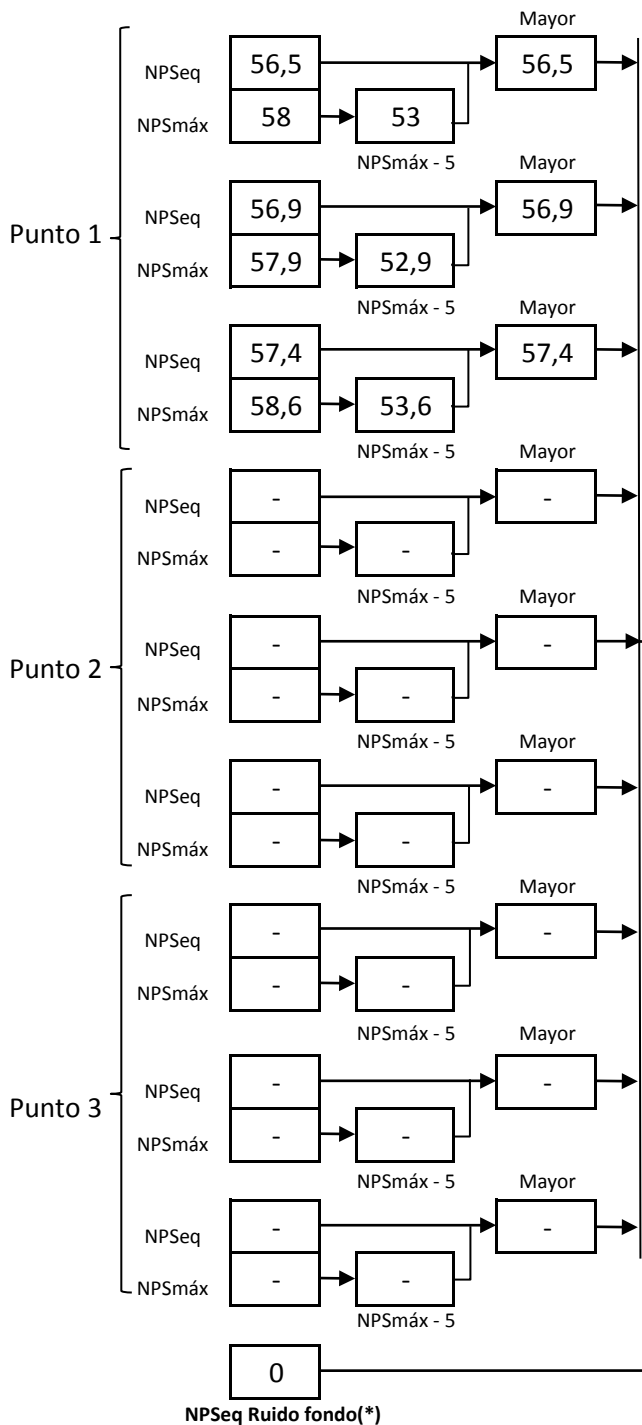 Mayor
NPSeq 56,5 56,5
NPSmáx 58 53
NPSmáx - 5
Mayor
NPSeq 56,9 56,9
Punto 1
NPSmáx 57,9 52,9
NPSmáx - 5
Mayor
NPSeq 57,4 57,4
NPSmáx 58,6 53,6
NPSmáx - 5
Mayor
NPSeq - -
NPSmáx - -
NPSmáx - 5
Mayor
NPSeq - -
Punto 2
NPSmáx - -
NPSmáx - 5
Mayor
NPSeq - -
NPSmáx - -
NPSmáx - 5
Mayor
NPSeq - -
NPSmáx - -
NPSmáx - 5
Mayor
NPSeq - -
Punto 3
NPSmáx - -
NPSmáx - 5
Mayor
NPSeq - -
NPSmáx - -
NPSmáx - 5
0
NPSeq Ruido fondo(*)